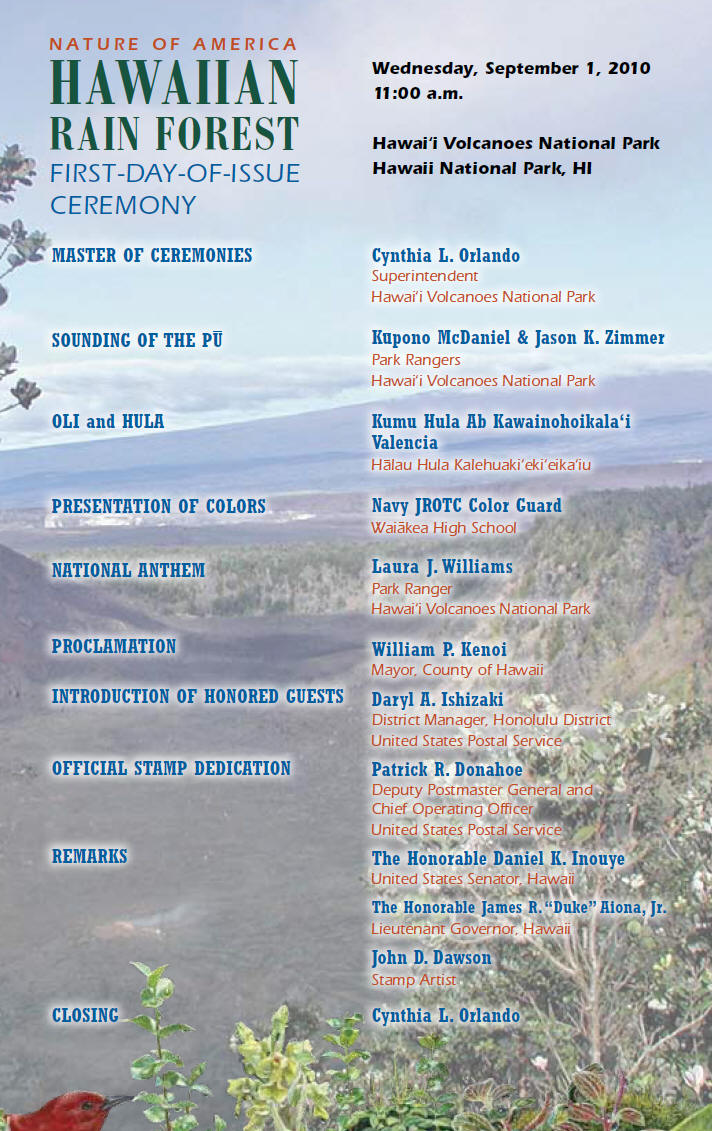 NATURE OF AMERICA
HAWAIIAN
RAIN FOREST
FIRST-DAY-OF-ISSUE
CEREMONY
Wednesday, September 1, 2010
11:00 a.m.
Hawai‘i Volcanoes National Park
Hawaii National Park, HI
MASTER OF CEREMONIES
Cynthia L. Orlando
Superintendent
Hawai‘i Volcanoes National Park
SOUNDING OF THE PŪ
Kupono McDaniel & Jason K. Zimmer
Park Rangers
Hawai‘i Volcanoes National Park
OLI and HULA
Kumu Hula Ab Kawainohoikala‘i
Valencia
Hālau Hula Kalehuaki‘eki‘eika‘iu
PRESENTATION OF COLORS
Navy JROTC Color Guard
Waiākea High School
NATIONAL ANTHEM
Laura J. Williams
Park Ranger
Hawai‘i Volcanoes National Park
PROCLAMATION
William P. Kenoi
Mayor, County of Hawaii
INTRODUCTION OF HONORED GUESTS
Daryl A. Ishizaki
District Manager, Honolulu District
United States Postal Service
OFFICIAL STAMP DEDICATION
Patrick R. Donahoe
Deputy Postmaster General and
Chief Operating Officer
United States Postal Service
REMARKS
The Honorable Daniel K. Inouye
United States Senator, Hawaii
The Honorable James R. “Duke” Aiona, Jr.
Lieutenant Governor, Hawaii
John D. Dawson
Stamp Artist
CLOSING
Cynthia L. Orlando